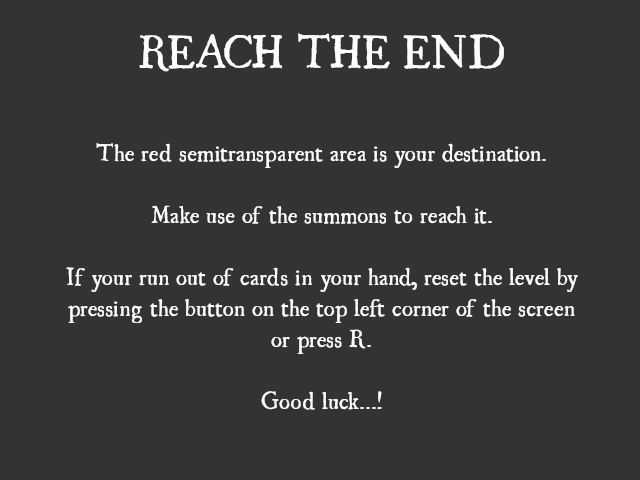 REACH THE END
The red semitransparent area is your destination.
Make use of the summons to reach it.
If your run out of cards in your hand, reset the level by
pressing the button on the top left corner of the screen
or press R.
Good luck...!